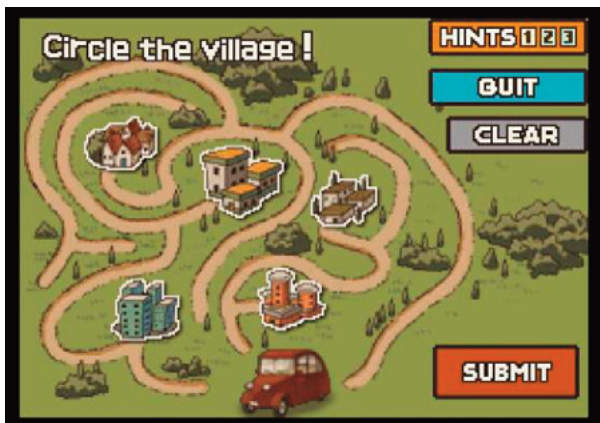 Circle the village!
HINTS 1 2 3
QUIT
CLEAR
SUBMIT